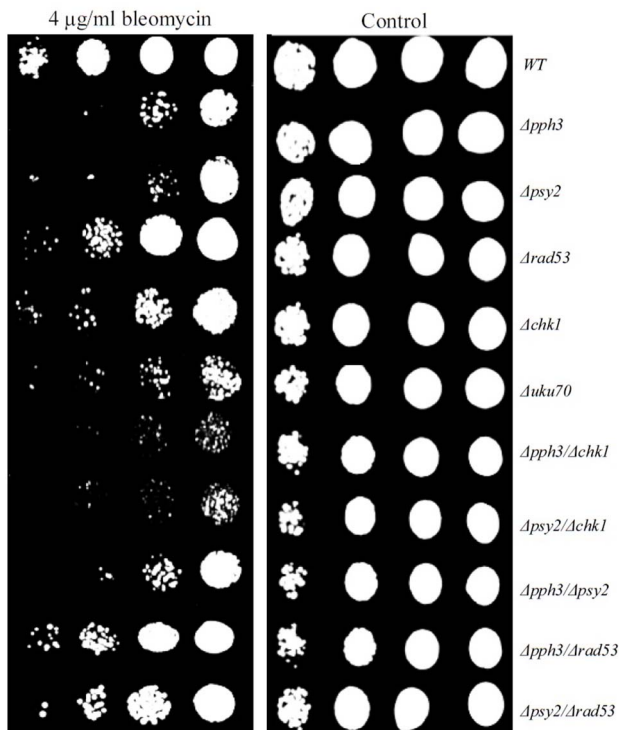 4 µg/ml bleomycin
Control
WT
Δpph3
Δpsy2
Δrad53
Δchk1
Δuku70
Δpph3/Δchk1
Δpsy2/Δchk1
Δpph3/Δpsy2
Δpph3/Δrad53
Δpsy2/Δrad53